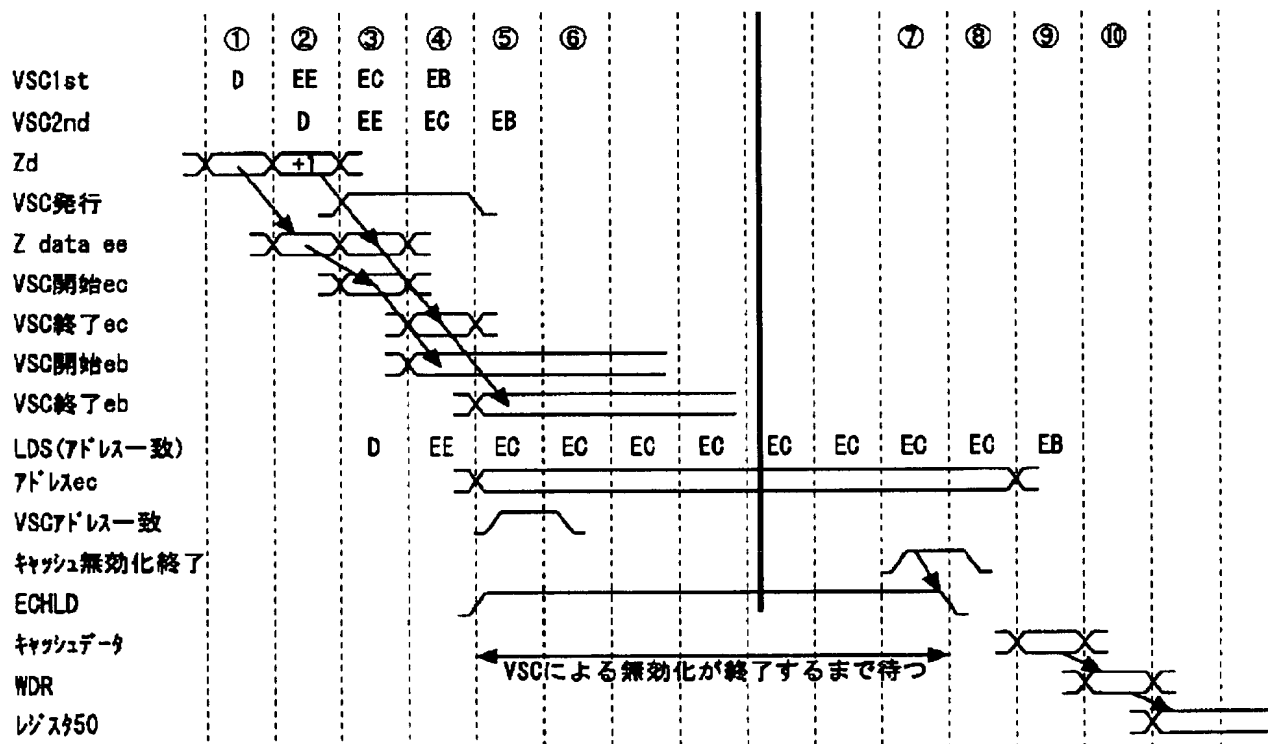 ① ② ③ ④ ⑤ ⑥ ⑦ ⑧ ⑨ ⑩
VSC1st D EE EC EB
VSC2nd D EE EC EB
Zd +1
VSC発行
Z data ee
VSC開始ec
VSC終了ec
VSC開始eb
VSC終了eb
LDS(アドレス一致) D EE EC EC EC EC EC EC EC EC EB
アドレスec
VSCアドレス一致
キャッシュ無効化終了
ECHLD
キャッシュデータ
VSCによる無効化が終了するまで待つ
WDR
レジスタ50